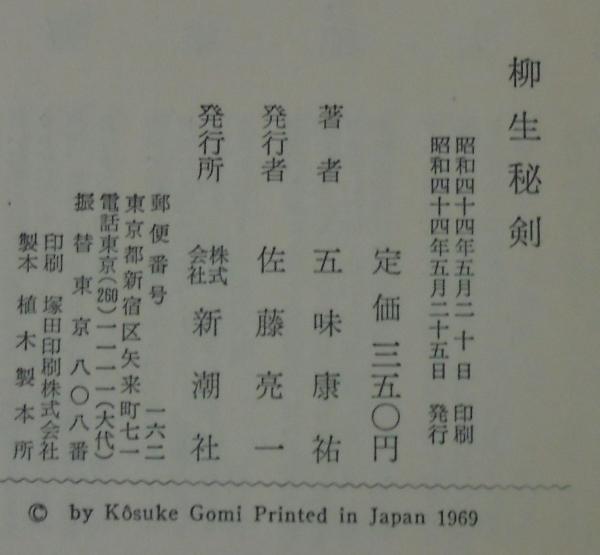 柳生秘剣
昭和四十四年五月二十日 印刷
昭和四十四年五月二十五日 発行
定価 三五〇円
著者 五味康祐
発行者 佐藤亮一
発行所 株式会社 新潮社
郵便番号 一六二
東京都新宿区矢来町七一
電話東京(260)一一一一(大代)
振替東京八〇八番
印刷 塚田印刷株式会社
製本 植木製本所
© by Kôsuke Gomi Printed in Japan 1969